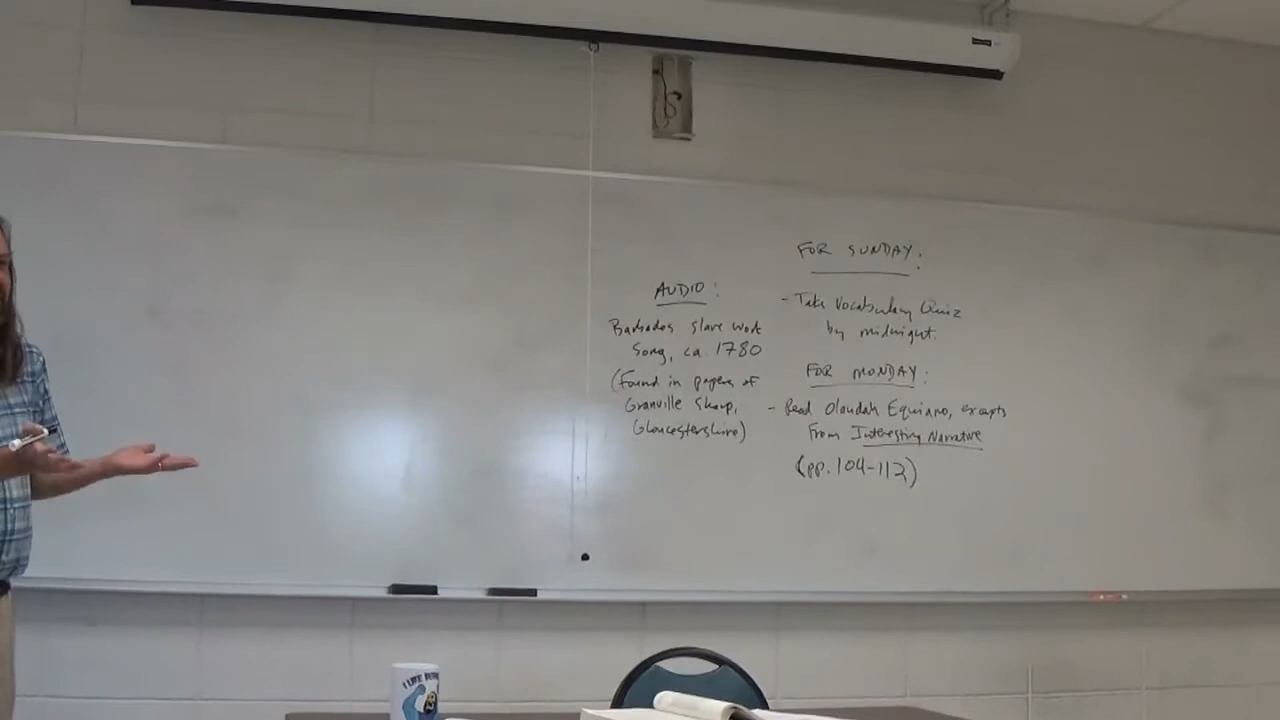 AUDIO:
Barbados slave work
song, ca. 1780
(Found in papers of
Granville Sharp,
Gloucestershire)
FOR SUNDAY:
- Take Vocabulary Quiz
by midnight.
FOR MONDAY:
- Read Olaudah Equiano, excerpts
from Interesting Narrative
(pp. 104-112)
I LIKE